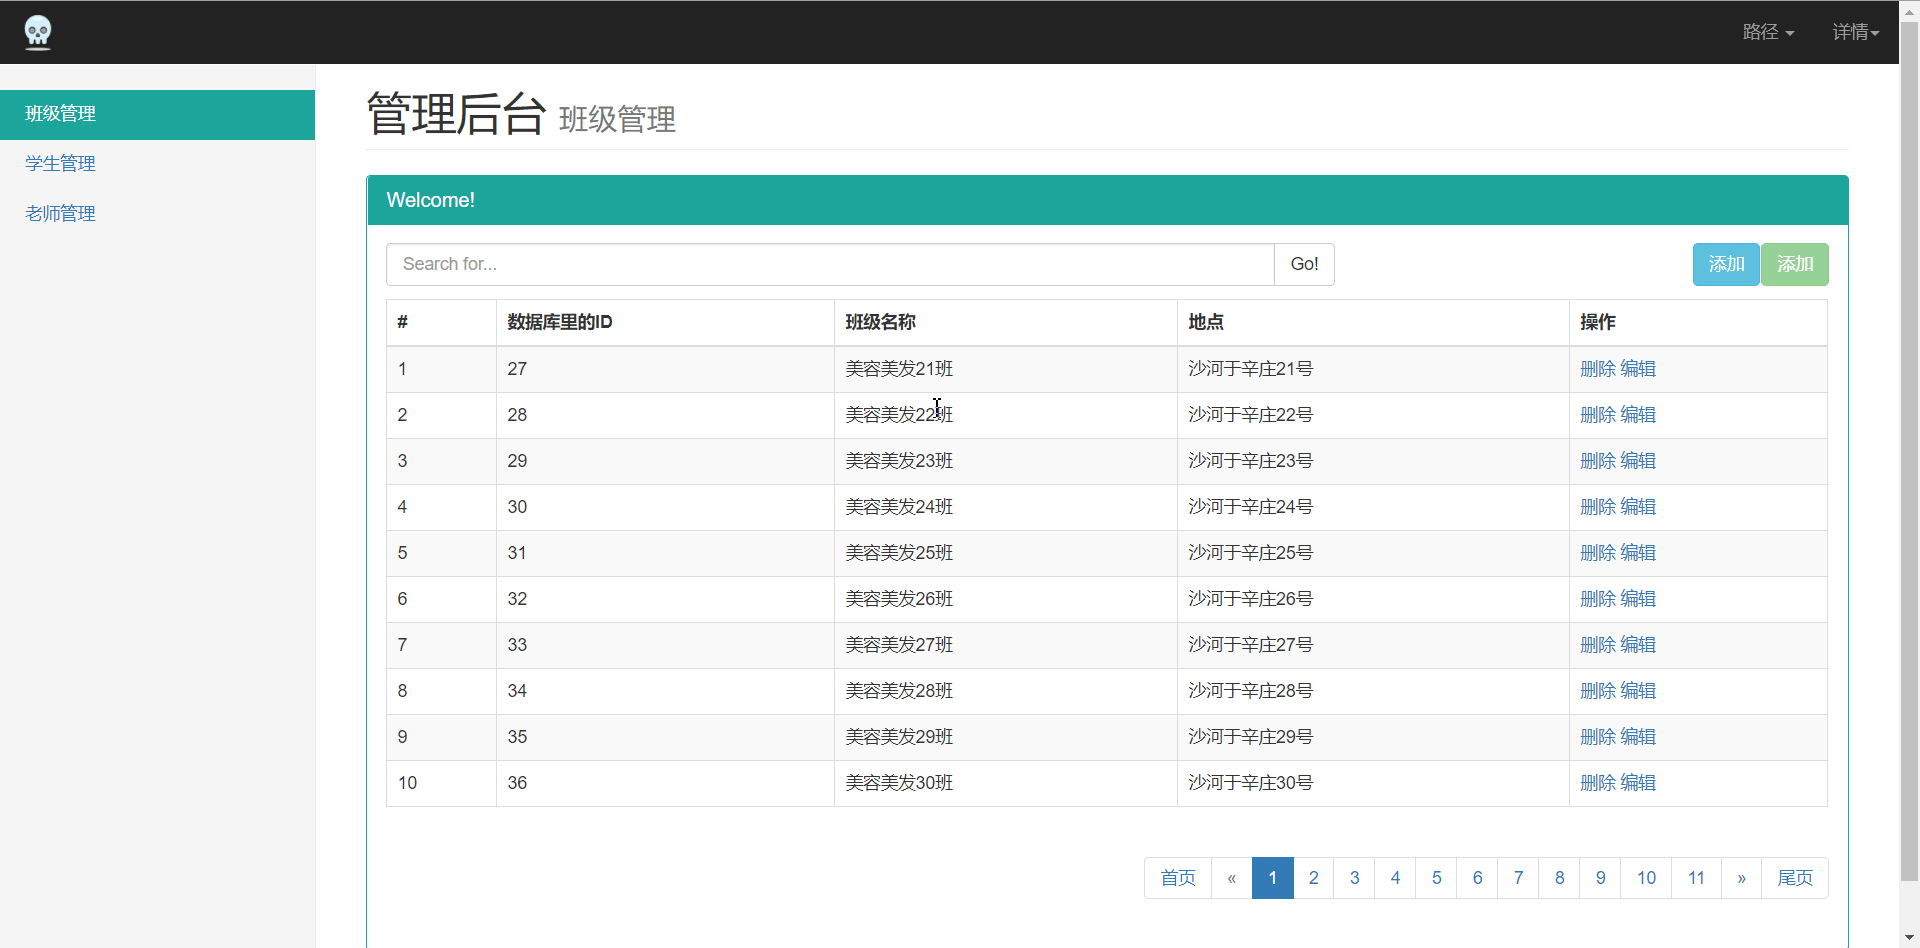 路径 详情
班级管理
学生管理
老师管理
管理后台 班级管理
Welcome!
Search for... Go! 添加 添加
# 数据库里的ID 班级名称 地点 操作
1 27 美容美发21班 沙河于辛庄21号 删除 编辑
2 28 美容美发22班 沙河于辛庄22号 删除 编辑
3 29 美容美发23班 沙河于辛庄23号 删除 编辑
4 30 美容美发24班 沙河于辛庄24号 删除 编辑
5 31 美容美发25班 沙河于辛庄25号 删除 编辑
6 32 美容美发26班 沙河于辛庄26号 删除 编辑
7 33 美容美发27班 沙河于辛庄27号 删除 编辑
8 34 美容美发28班 沙河于辛庄28号 删除 编辑
9 35 美容美发29班 沙河于辛庄29号 删除 编辑
10 36 美容美发30班 沙河于辛庄30号 删除 编辑
首页 « 1 2 3 4 5 6 7 8 9 10 11 » 尾页